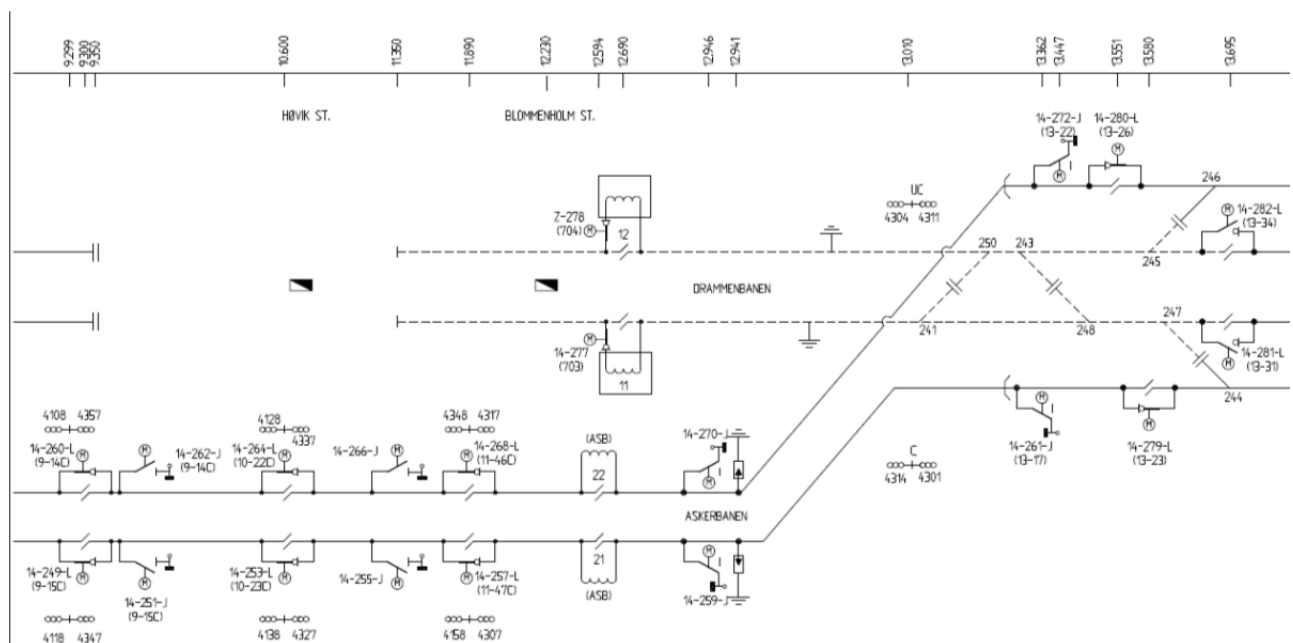 9.299
9.300
9.350
10.600
11.350
11.890
12.230
12.594
12.690
12.946
12.941
13.010
13.362
13.447
13.551
13.580
13.695
HØVIK ST.
BLOMMENHOLM ST.
14-272-J
(13-22)
14-280-L
(13-26)
M
M
UC
4304 4311
246
Z-278
(704)
M
12
14-282-L
(13-34)
M
250
243
245
DRAMMENBANEN
241
248
247
14-277
(703)
M
11
14-281-L
(13-31)
M
244
4108 4357
14-260-L
(9-14C)
M
M
14-262-J
(9-14C)
4128
4337
14-264-L
(10-22C)
M
14-266-J
M
4348 4317
14-268-L
(11-46C)
M
(ASB)
22
14-270-J
M
C
4314 4301
M
14-261-J
(13-17)
M
14-279-L
(13-23)
ASKERBANEN
14-249-L
(9-15C)
M
14-251-J
(9-15C)
M
14-253-L
(10-23C)
M
14-255-J
M
14-257-L
(11-47C)
M
21
(ASB)
M
14-259-J
4118 4347
4138 4327
4158 4307